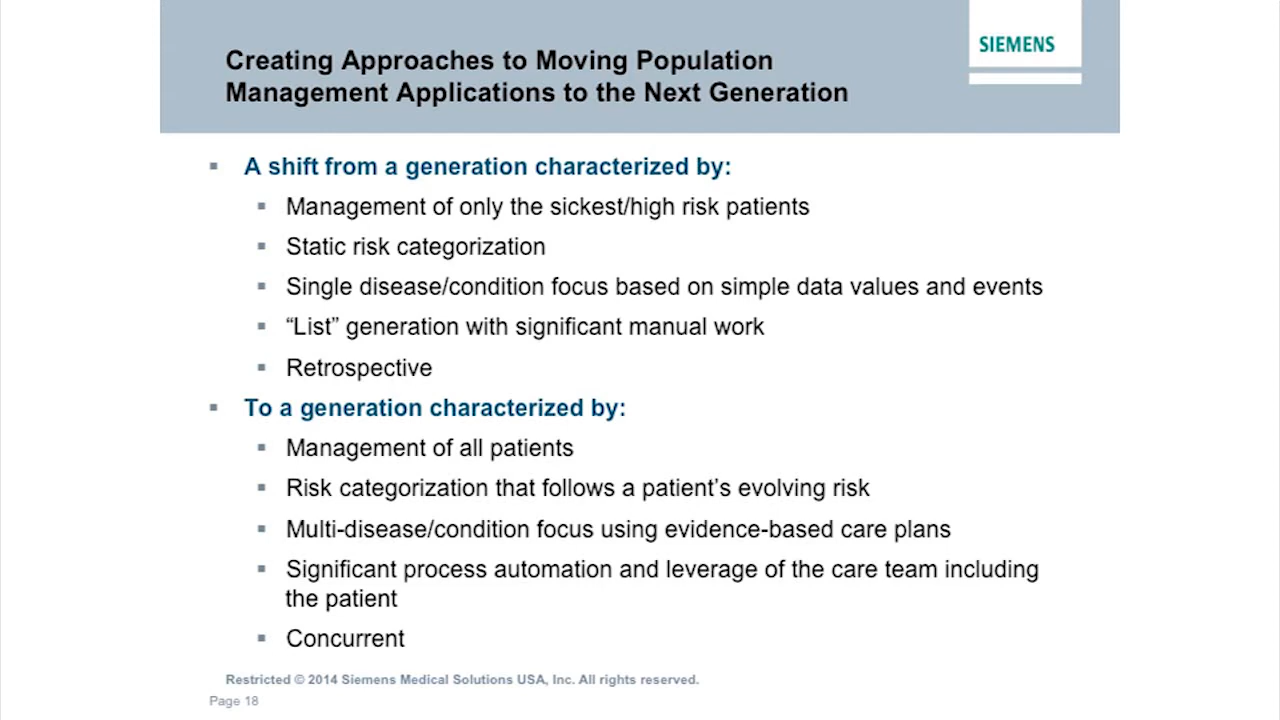 SIEMENS
Creating Approaches to Moving Population
Management Applications to the Next Generation
A shift from a generation characterized by:
Management of only the sickest/high risk patients
Static risk categorization
Single disease/condition focus based on simple data values and events
“List” generation with significant manual work
Retrospective
To a generation characterized by:
Management of all patients
Risk categorization that follows a patient’s evolving risk
Multi-disease/condition focus using evidence-based care plans
Significant process automation and leverage of the care team including
the patient
Concurrent
Restricted © 2014 Siemens Medical Solutions USA, Inc. All rights reserved.
Page 18